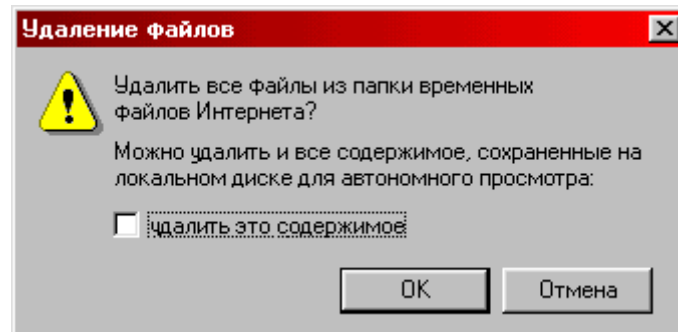 Удаление файлов
Удалить все файлы из папки временных
файлов Интернета?
Можно удалить и все содержимое, сохраненные на
локальном диске для автономного просмотра:
удалить это содержимое
OK
Отмена